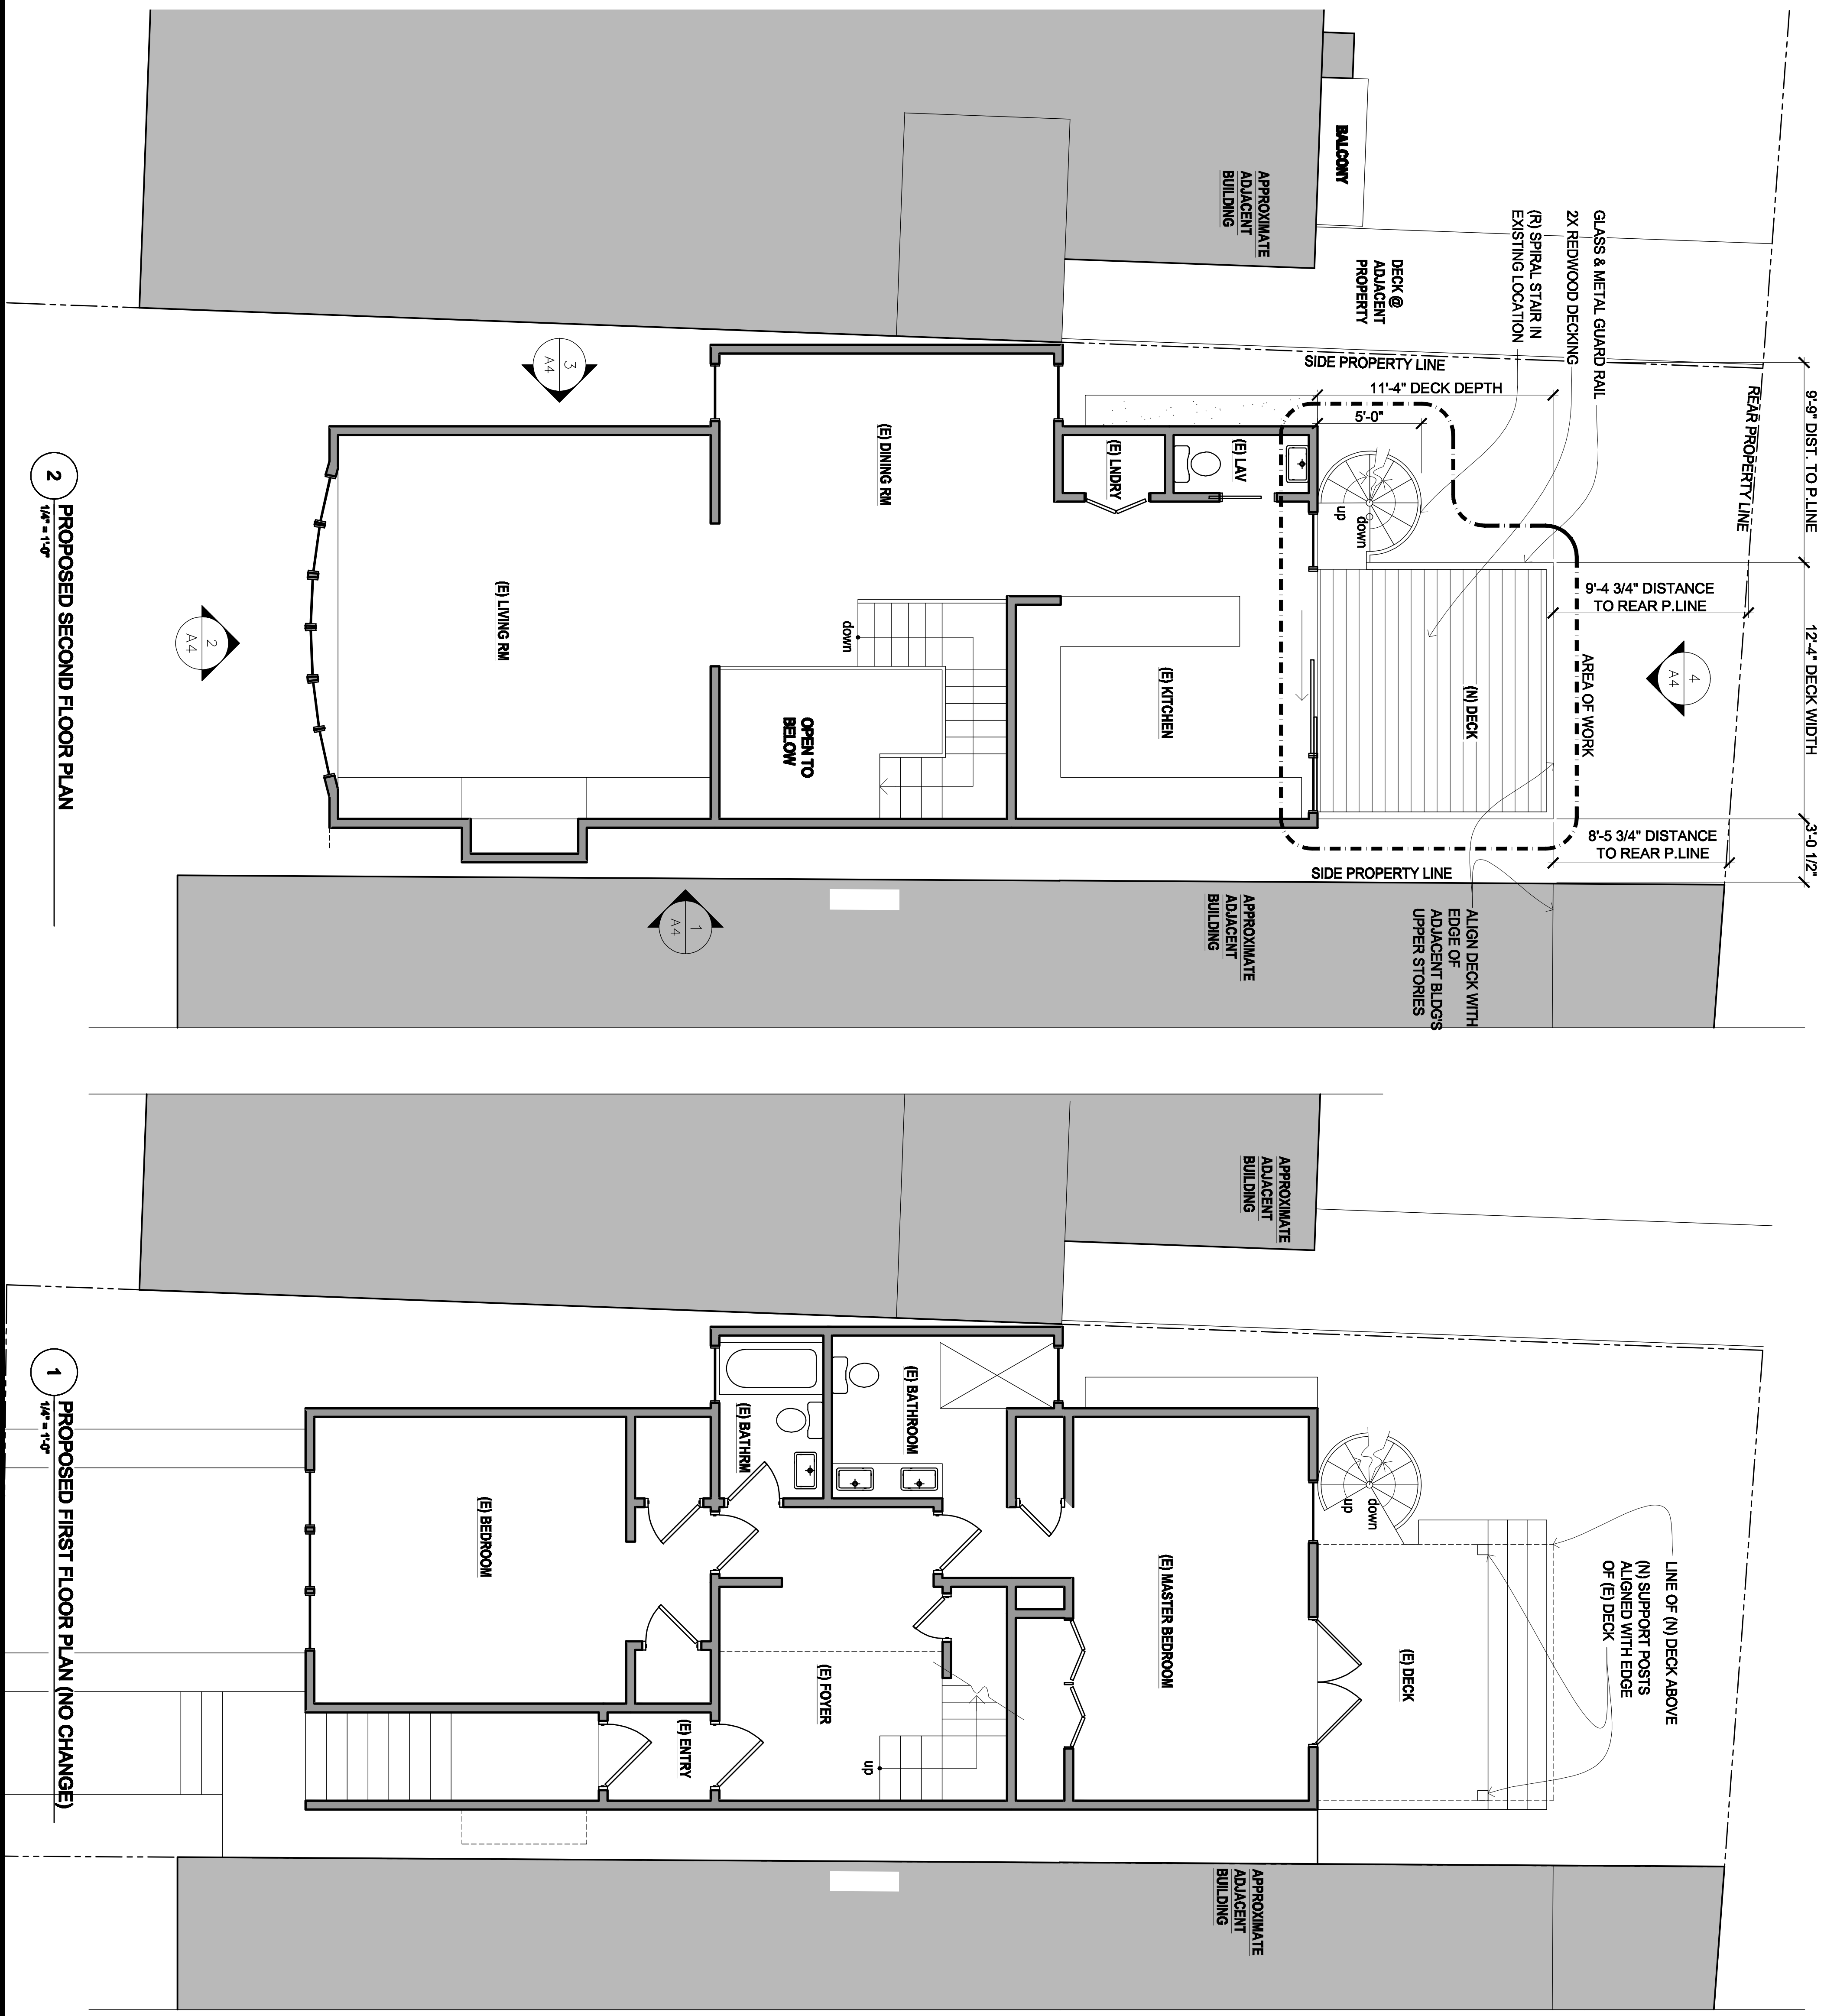 BALCONY
APPROXIMATE
ADJACENT
BUILDING
DECK @
ADJACENT
PROPERTY
GLASS & METAL GUARD RAIL
2X REDWOOD DECKING
(R) SPIRAL STAIR IN
EXISTING LOCATION
SIDE PROPERTY LINE
11'-4" DECK DEPTH
5'-0"
REAR PROPERTY LINE
9'-9" DIST. TO P.LINE
12'-4" DECK WIDTH
3'-0 1/2"
9'-4 3/4" DISTANCE
TO REAR P.LINE
8'-5 3/4" DISTANCE
TO REAR P.LINE
AREA OF WORK
4
A4
(N) DECK
up
down
(E) LAV
(E) LNDRY
(E) DINING RM
(E) KITCHEN
down
OPEN TO
BELOW
(E) LIVING RM
3
A4
2
A4
1
A4
SIDE PROPERTY LINE
ALIGN DECK WITH
EDGE OF
ADJACENT BLDG'S
UPPER STORIES
APPROXIMATE
ADJACENT
BUILDING
2
PROPOSED SECOND FLOOR PLAN
1/4" = 1'-0"
APPROXIMATE
ADJACENT
BUILDING
LINE OF (N) DECK ABOVE
(N) SUPPORT POSTS
ALIGNED WITH EDGE
OF (E) DECK
up
down
(E) DECK
(E) MASTER BEDROOM
(E) BATHROOM
(E) BATHRM
(E) BEDROOM
(E) FOYER
up
(E) ENTRY
APPROXIMATE
ADJACENT
BUILDING
1
PROPOSED FIRST FLOOR PLAN (NO CHANGE)
1/4" = 1'-0"